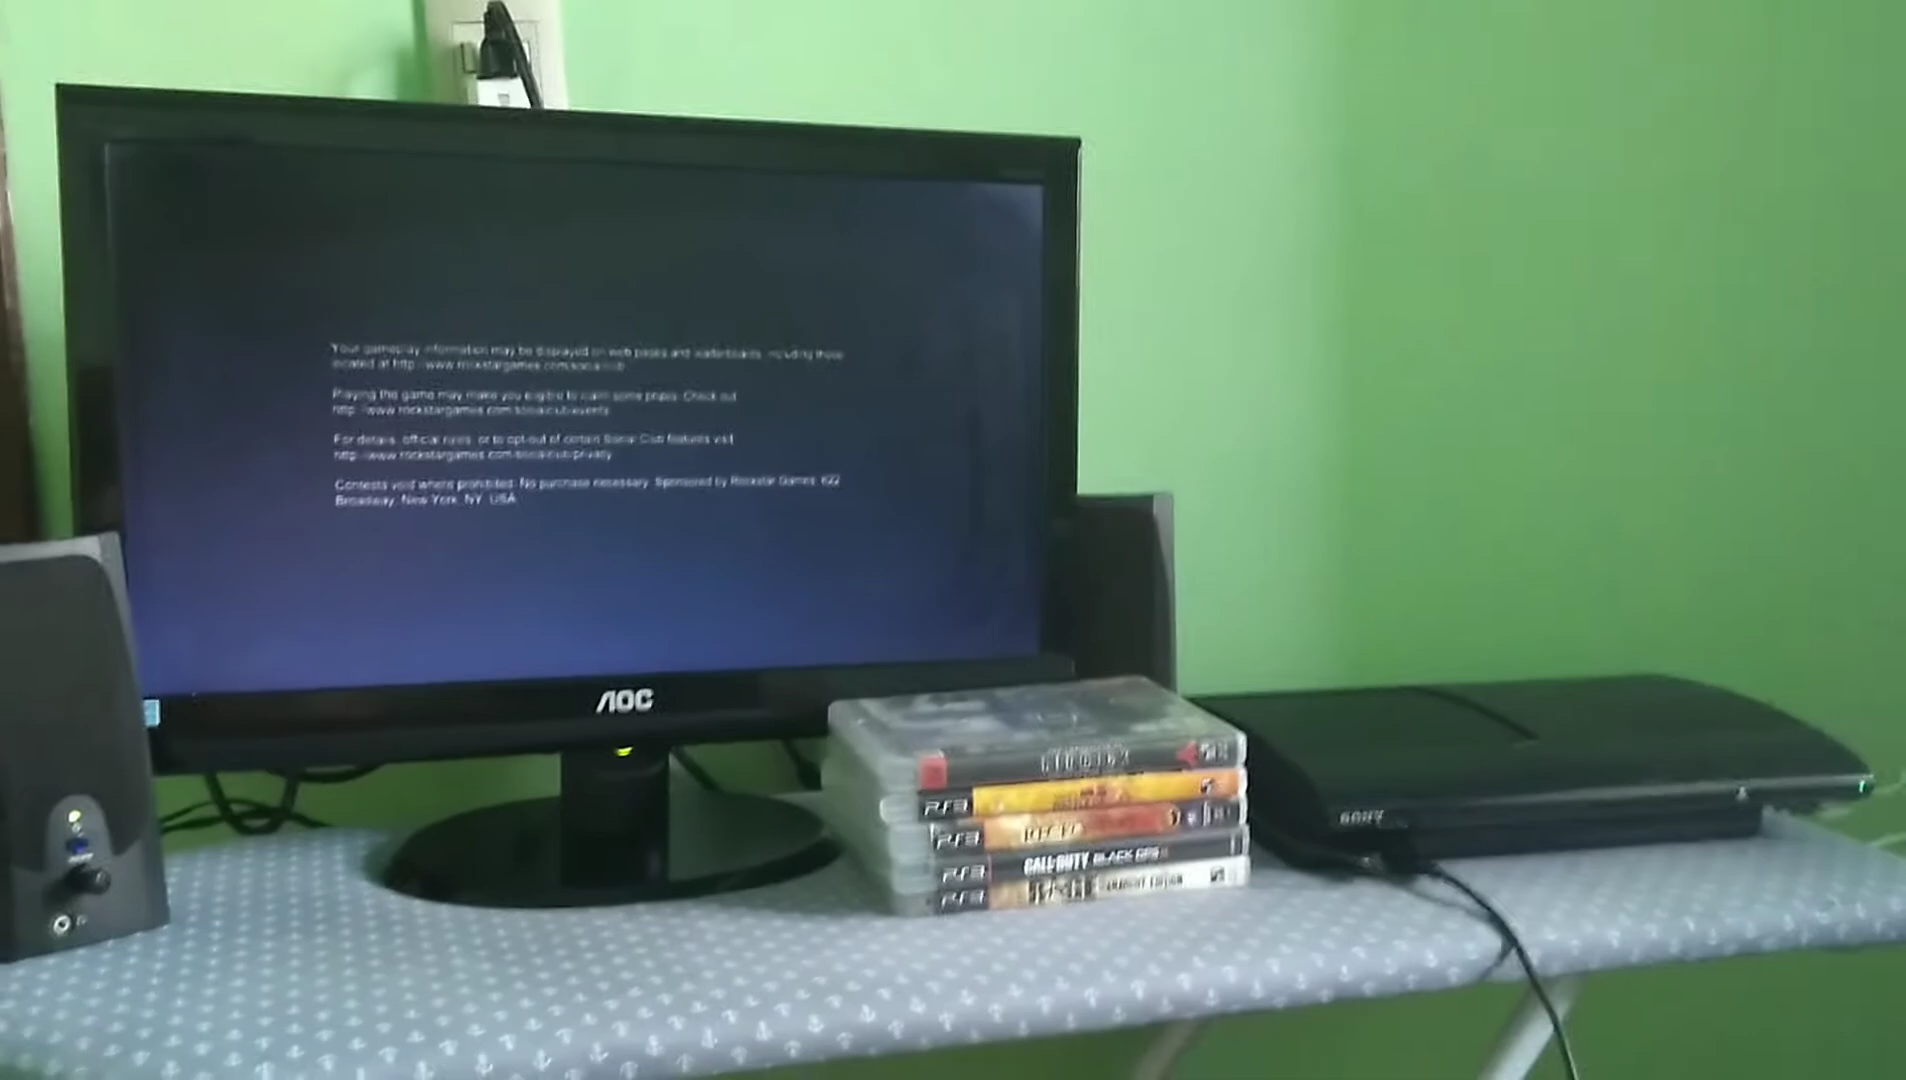 Your gameplay information may be displayed on web pages and leaderboards, including those
located at http://www.rockstargames.com/socialclub
Playing the game may make you eligible to claim some prizes. Check out
http://www.rockstargames.com/socialclub/events
For details, official rules, or to opt-out of certain Social Club features visit
http://www.rockstargames.com/socialclub/privacy
Contests void where prohibited. No purchase necessary. Sponsored by Rockstar Games, 622
Broadway, New York, NY, USA
AOC
PS3
PS3
PS3
CALL OF DUTY BLACK OPS
PS3
EDITION
SONY